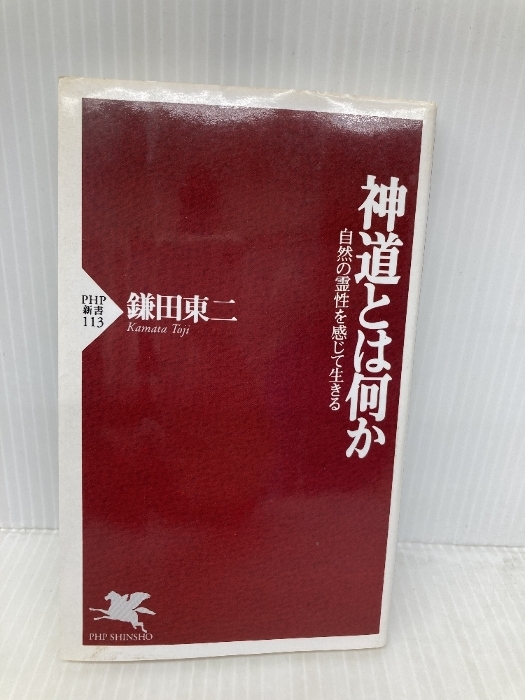 神道とは何か
自然の霊性を感じて生きる
鎌田東二
Kamata Toji
PHP
新書
113
PHP SHINSHO